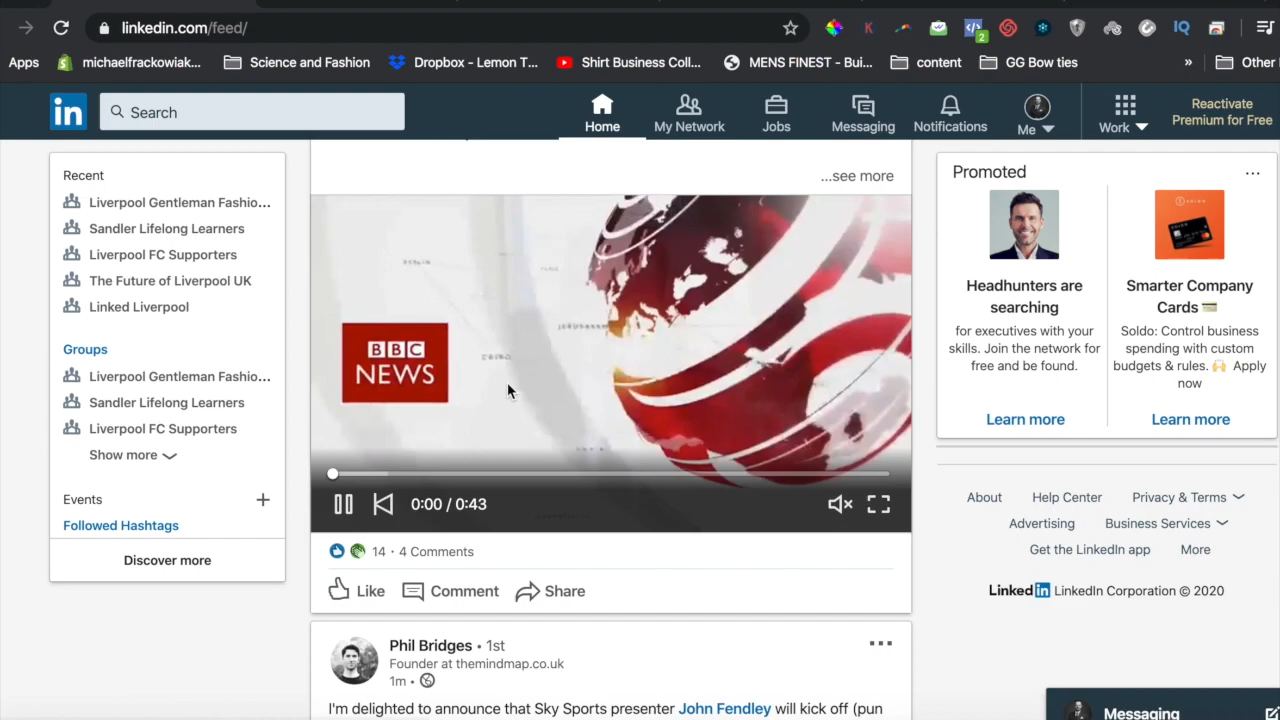 linkedin.com/feed/
2
Apps
michaelfrackowiak...
Science and Fashion
Dropbox - Lemon T...
Shirt Business Coll...
MENS FINEST - Bui...
content
GG Bow ties
»
Other
in
Search
Home
My Network
Jobs
Messaging
Notifications
Me
Work
Reactivate
Premium for Free
Recent
Liverpool Gentleman Fashio...
Sandler Lifelong Learners
Liverpool FC Supporters
The Future of Liverpool UK
Linked Liverpool
Groups
Liverpool Gentleman Fashio...
Sandler Lifelong Learners
Liverpool FC Supporters
Show more
Events +
Followed Hashtags
Discover more
...see more
BBC
NEWS
0:00 / 0:43
14 · 4 Comments
Like
Comment
Share
Phil Bridges • 1st
Founder at themindmap.co.uk
1m •
I'm delighted to announce that Sky Sports presenter John Fendley will kick off (pun
Promoted
Headhunters are
searching
for executives with your
skills. Join the network for
free and be found.
Learn more
SOLDO
Smarter Company
Cards
Soldo: Control business
spending with custom
budgets & rules. 🙌 Apply
now
Learn more
About
Help Center
Privacy & Terms
Advertising
Business Services
Get the LinkedIn app
More
Linked in LinkedIn Corporation © 2020
Messaging